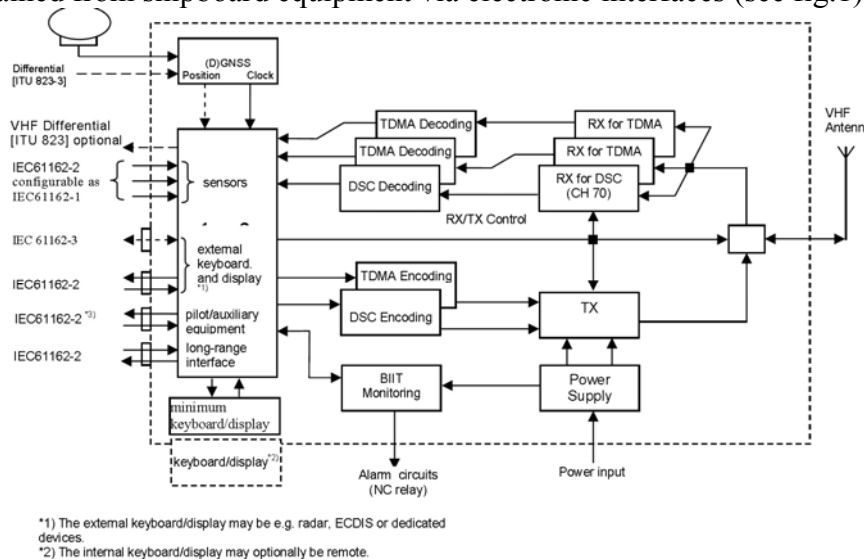 ained from shipboard equipment via electronic interfaces (see fig.1)
Differential
[ITU 823-3]
(D)GNSS
Position Clock
VHF Differential
[ITU 823] optional
IEC61162-2
configurable as
IEC61162-1
sensors
TDMA Decoding
TDMA Decoding
DSC Decoding
RX for TDMA
RX for TDMA
RX for DSC
(CH 70)
VHF
Antenn
RX/TX Control
IEC 61162-3
external
keyboard.
and display
*1)
IEC61162-2
TDMA Encoding
DSC Encoding
TX
IEC61162-2 *3)
pilot/auxiliary
equipment
IEC61162-2
long-range
interface
BIIT
Monitoring
Power
Supply
minimum
keyboard/display
keyboard/display*2)
Alarm circuits
(NC relay)
Power input
*1) The external keyboard/display may be e.g. radar, ECDIS or dedicated
devices.
*2) The internal keyboard/display may optionally be remote.